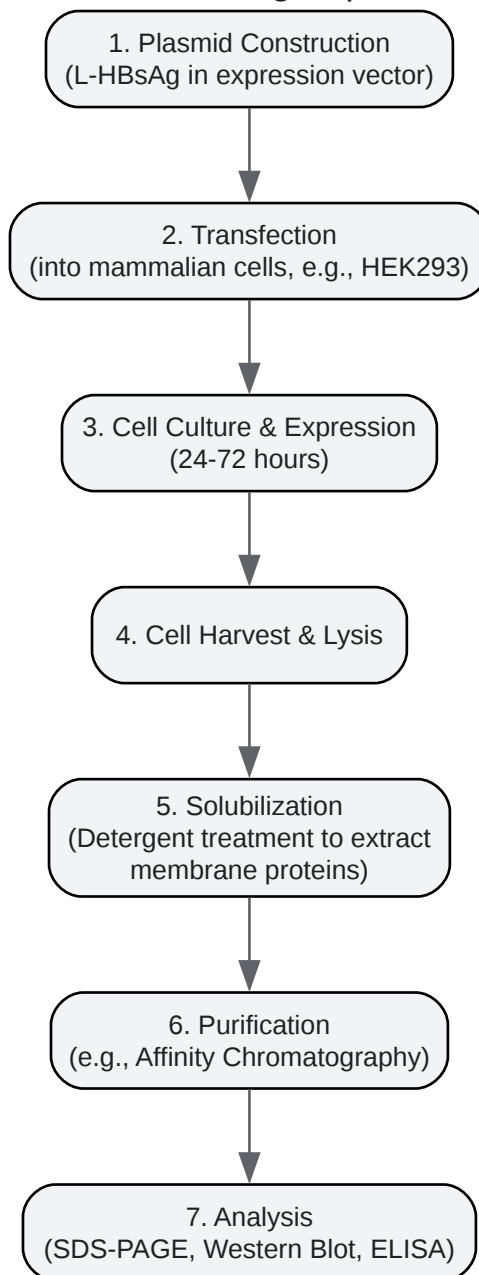 1. Plasmid Construction
(L-HBsAg in expression vector)
2. Transfection
(into mammalian cells, e.g., HEK293)
3. Cell Culture & Expression
(24-72 hours)
4. Cell Harvest & Lysis
5. Solubilization
(Detergent treatment to extract
membrane proteins)
6. Purification
(e.g., Affinity Chromatography)
7. Analysis
(SDS-PAGE, Western Blot, ELISA)